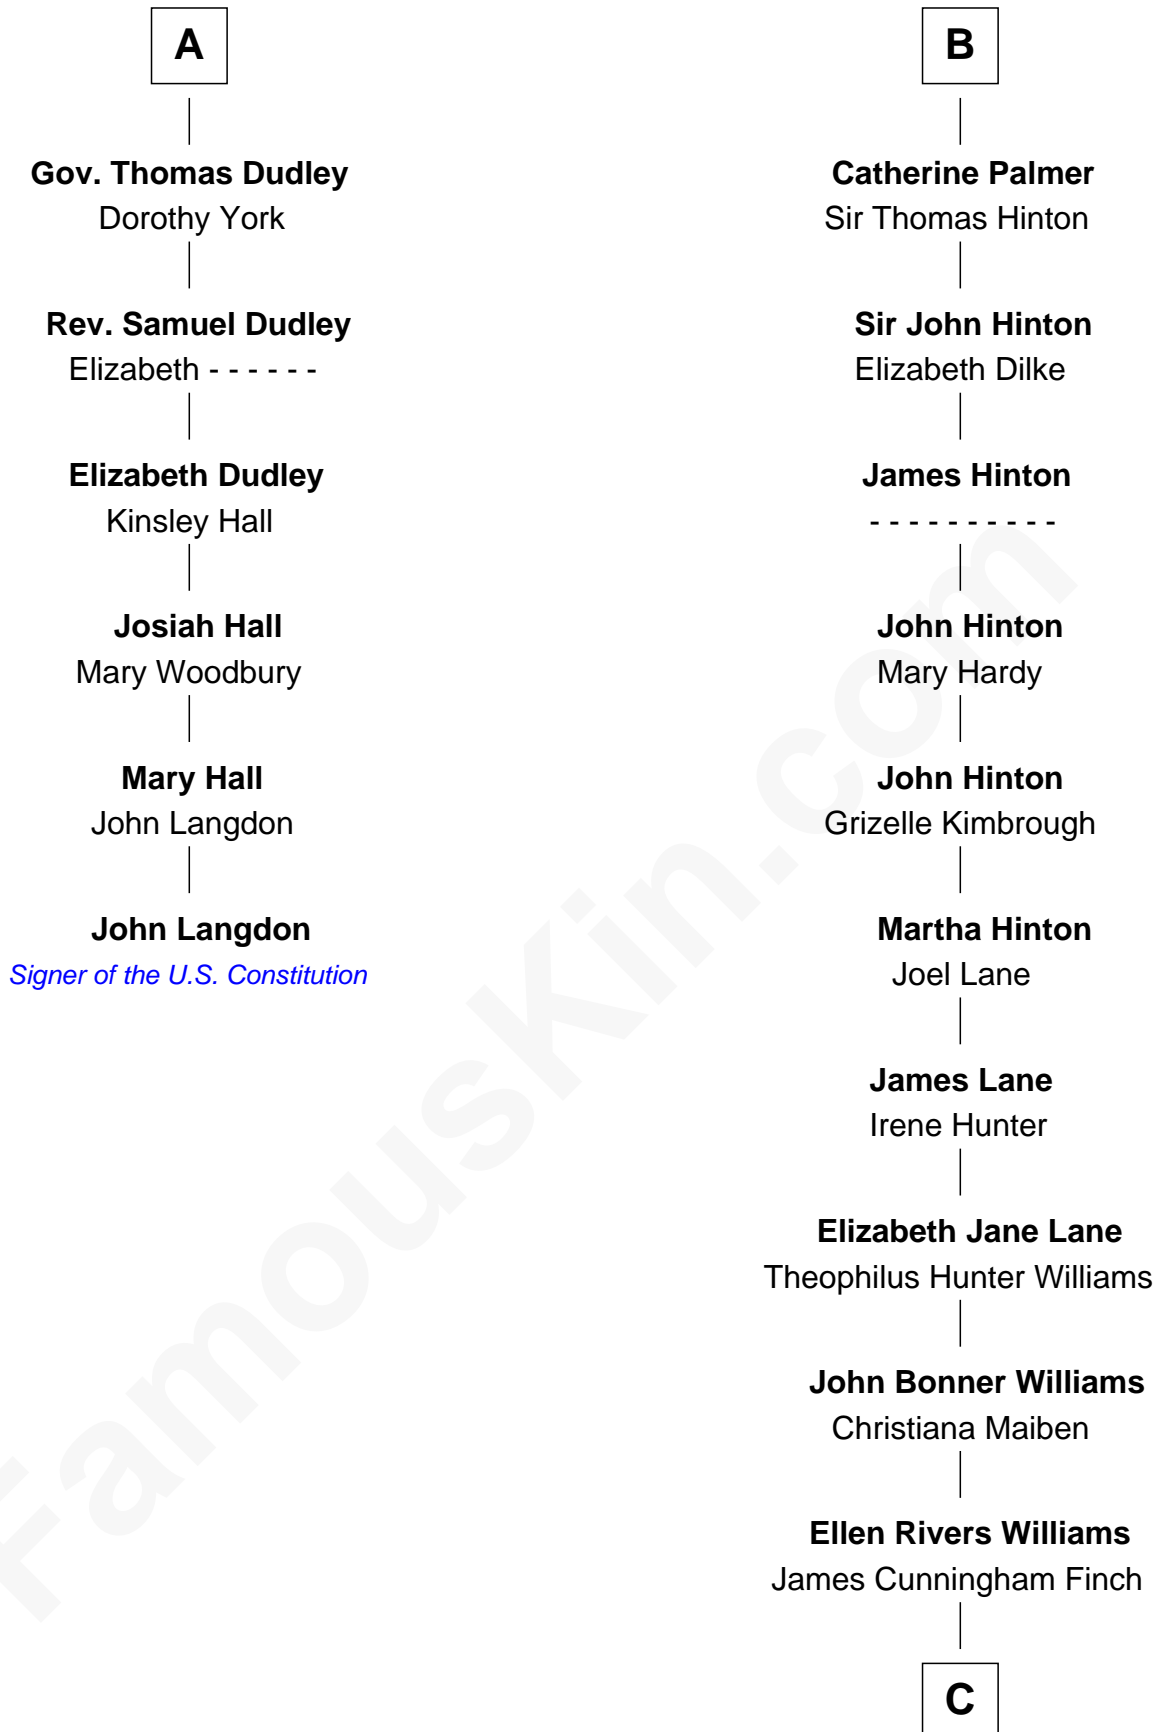 A
Gov. Thomas Dudley
Dorothy York
Rev. Samuel Dudley
Elizabeth - - - - - -
Elizabeth Dudley
Kinsley Hall
Josiah Hall
Mary Woodbury
Mary Hall
John Langdon
John Langdon
Signer of the U.S. Constitution
B
Catherine Palmer
Sir Thomas Hinton
Sir John Hinton
Elizabeth Dilke
James Hinton
- - - - - - - - - -
John Hinton
Mary Hardy
John Hinton
Grizelle Kimbrough
Martha Hinton
Joel Lane
James Lane
Irene Hunter
Elizabeth Jane Lane
Theophilus Hunter Williams
John Bonner Williams
Christiana Maiben
Ellen Rivers Williams
James Cunningham Finch
C
FamousKin.com